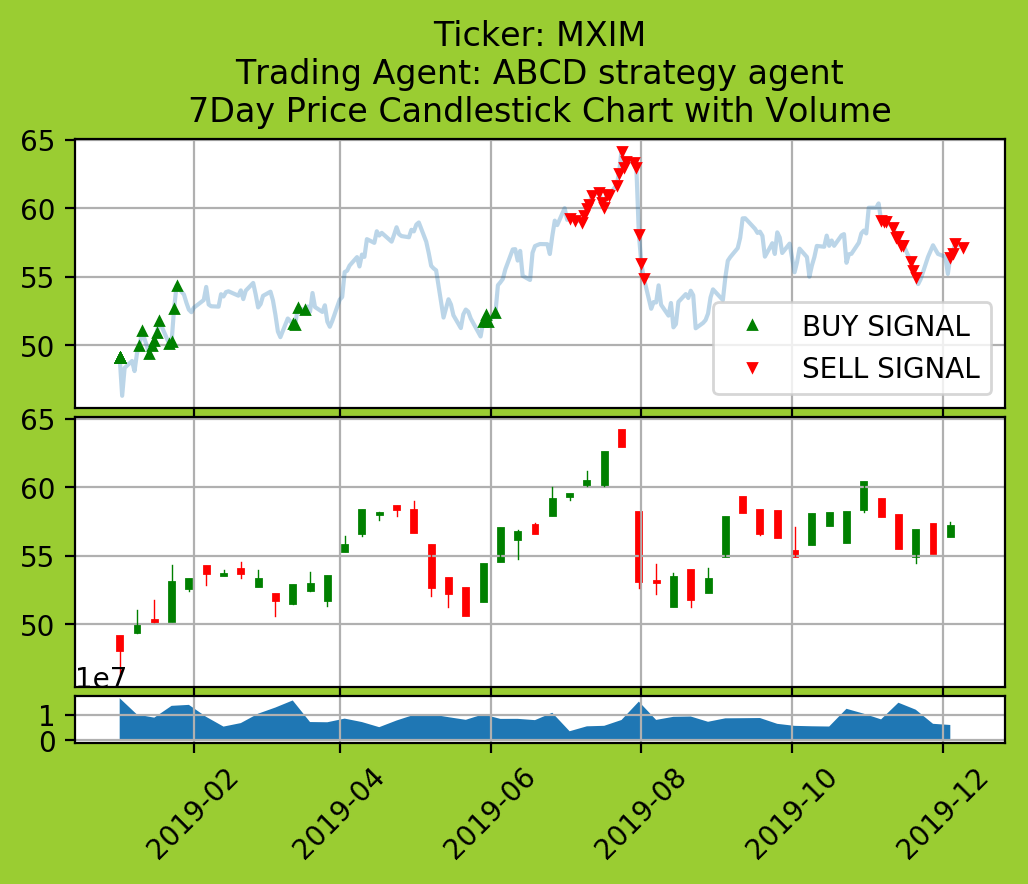 Ticker: MXIM
Trading Agent: ABCD strategy agent
7Day Price Candlestick Chart with Volume
65
60
55
50
BUY SIGNAL
SELL SIGNAL
65
60
55
50
1e7
1
0
2019-02
2019-04
2019-06
2019-08
2019-10
2019-12